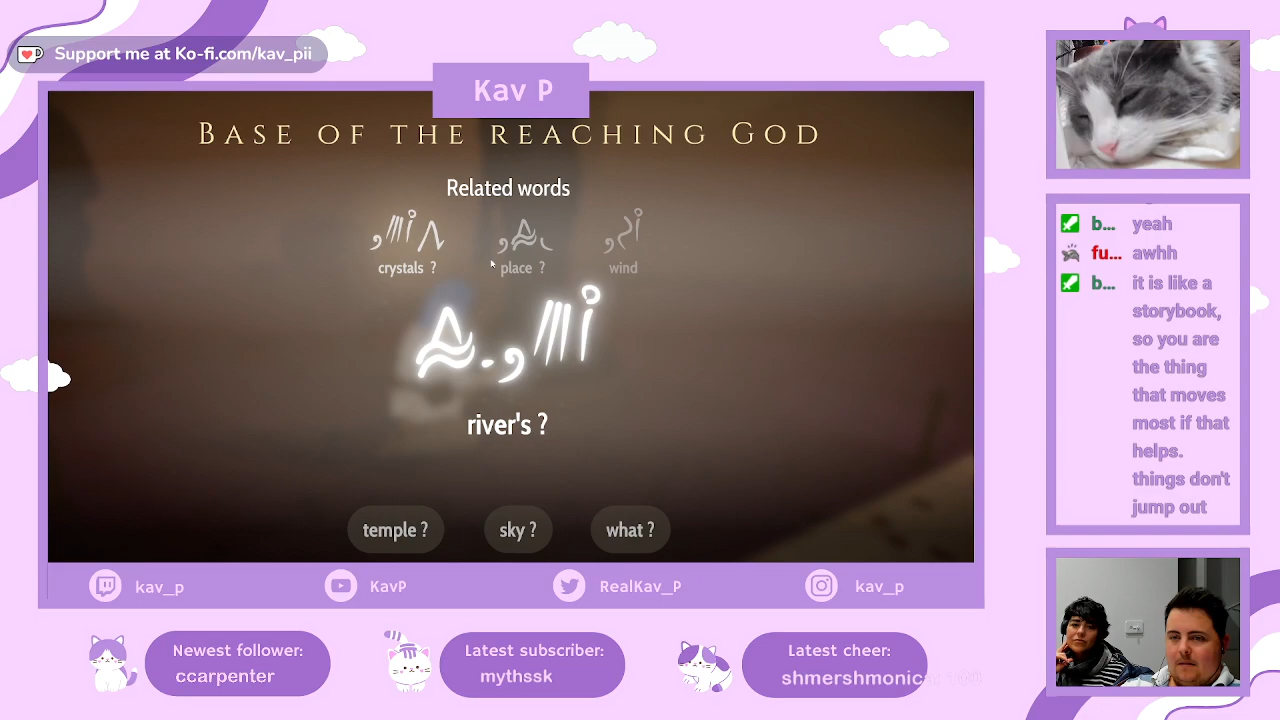 Support me at Ko-fi.com/kav_pii
Kav P
BASE OF THE REACHING GOD
Related words
crystals ?
place ?
wind
river's ?
temple ?
sky ?
what ?
kav_p
KavP
RealKav_P
kav_p
Newest follower:
ccarpenter
Latest subscriber:
mythssk
Latest cheer:
shmershmonica:
b... yeah
fu... awhh
b... it is like a
storybook,
so you are
the thing
that moves
most if that
helps.
things don't
jump out